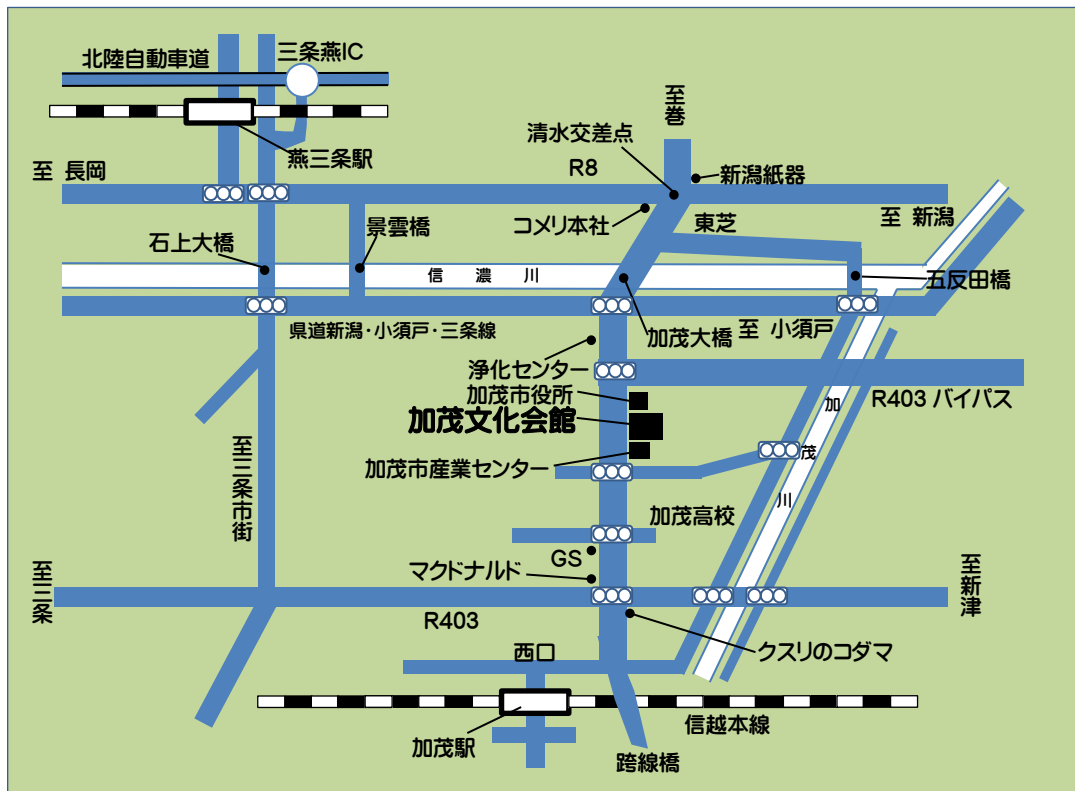 北陸自動車道
三条燕IC
燕三条駅
至 長岡
至巻
清水交差点
R8
新潟紙器
コメリ本社
東芝
至 新潟
石上大橋
景雲橋
信濃川
五反田橋
県道新潟・小須戸・三条線
加茂大橋
至 小須戸
浄化センター
加茂市役所
R403 バイパス
加茂文化会館
加茂川
加茂市産業センター
至三条市街
加茂高校
GS
マクドナルド
至三条
至新津
R403
クスリのコダマ
西口
信越本線
加茂駅
跨線橋